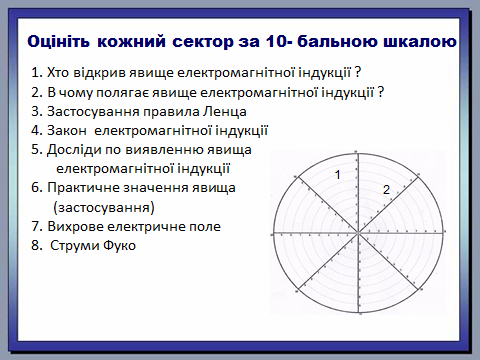 Оцініть кожний сектор за 10- бальною шкалою
1. Хто відкрив явище електромагнітної індукції ?
2. В чому полягає явище електромагнітної індукції ?
3. Застосування правила Ленца
4. Закон електромагнітної індукції
5. Досліди по виявленню явища
електромагнітної індукції
6. Практичне значення явища
(застосування)
7. Вихрове електричне поле
8. Струми Фуко
1
2